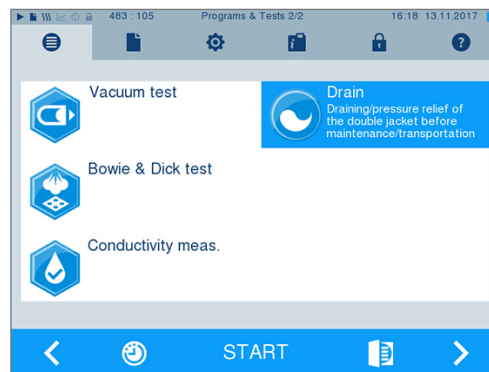 483 : 105 Programs & Tests 2/2 16:18 13.11.2017
Vacuum test
Drain
Draining/pressure relief of
the double jacket before
maintenance/transportation
Bowie & Dick test
Conductivity meas.
START